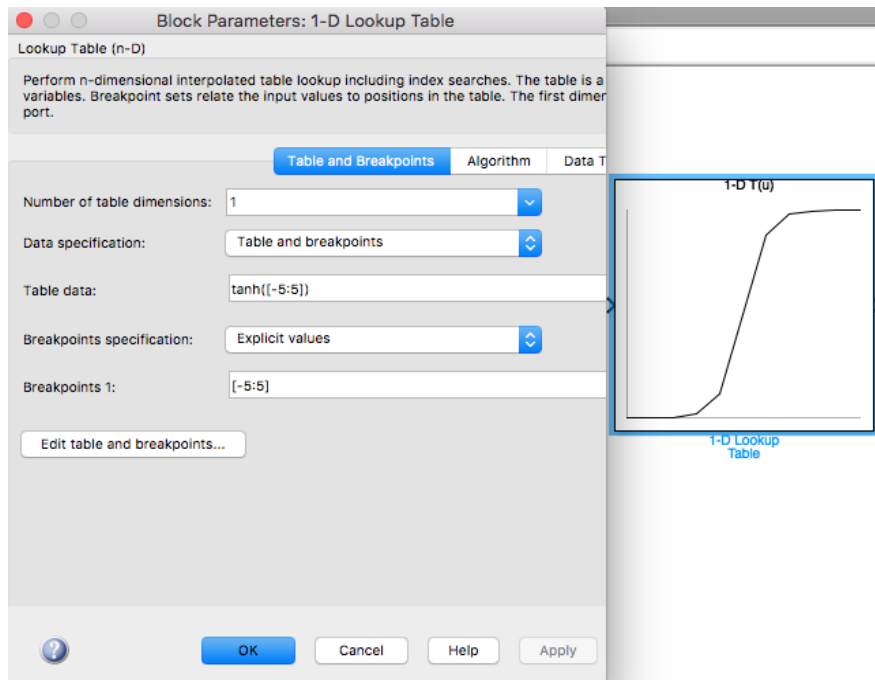 Block Parameters: 1-D Lookup Table
Lookup Table (n-D)
Perform n-dimensional interpolated table lookup including index searches. The table is a
variables. Breakpoint sets relate the input values to positions in the table. The first dimer
port.
Table and Breakpoints
Algorithm
Data T
Number of table dimensions:
1
Data specification:
Table and breakpoints
Table data:
tanh([-5:5])
Breakpoints specification:
Explicit values
Breakpoints 1:
[-5:5]
Edit table and breakpoints...
?
OK
Cancel
Help
Apply
1-D T(u)
1-D Lookup
Table